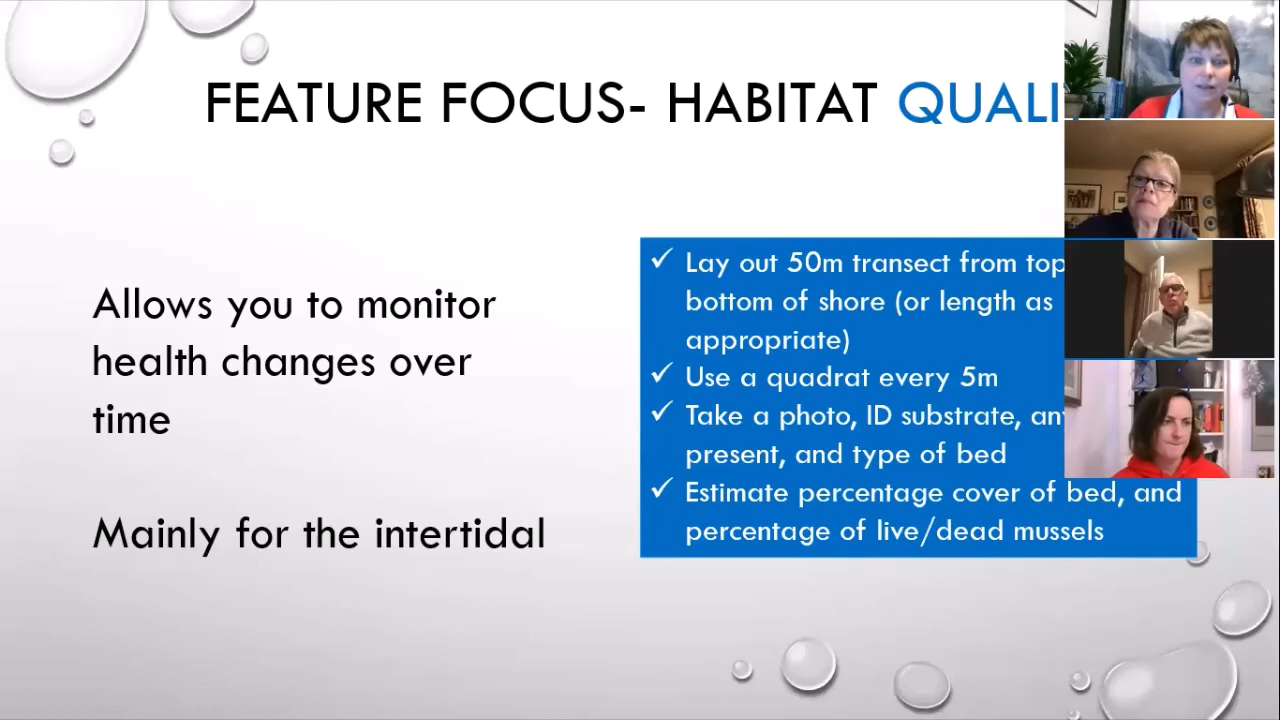 FEATURE FOCUS- HABITAT
Allows you to monitor
health changes over
time
Mainly for the intertidal
✓ Lay out 50m transect from top
bottom of shore (or length as
appropriate)
✓ Use a quadrat every 5m
✓ Take a photo, ID substrate,
present, and type of bed
✓ Estimate percentage cover of bed, and
percentage of live/dead mussels